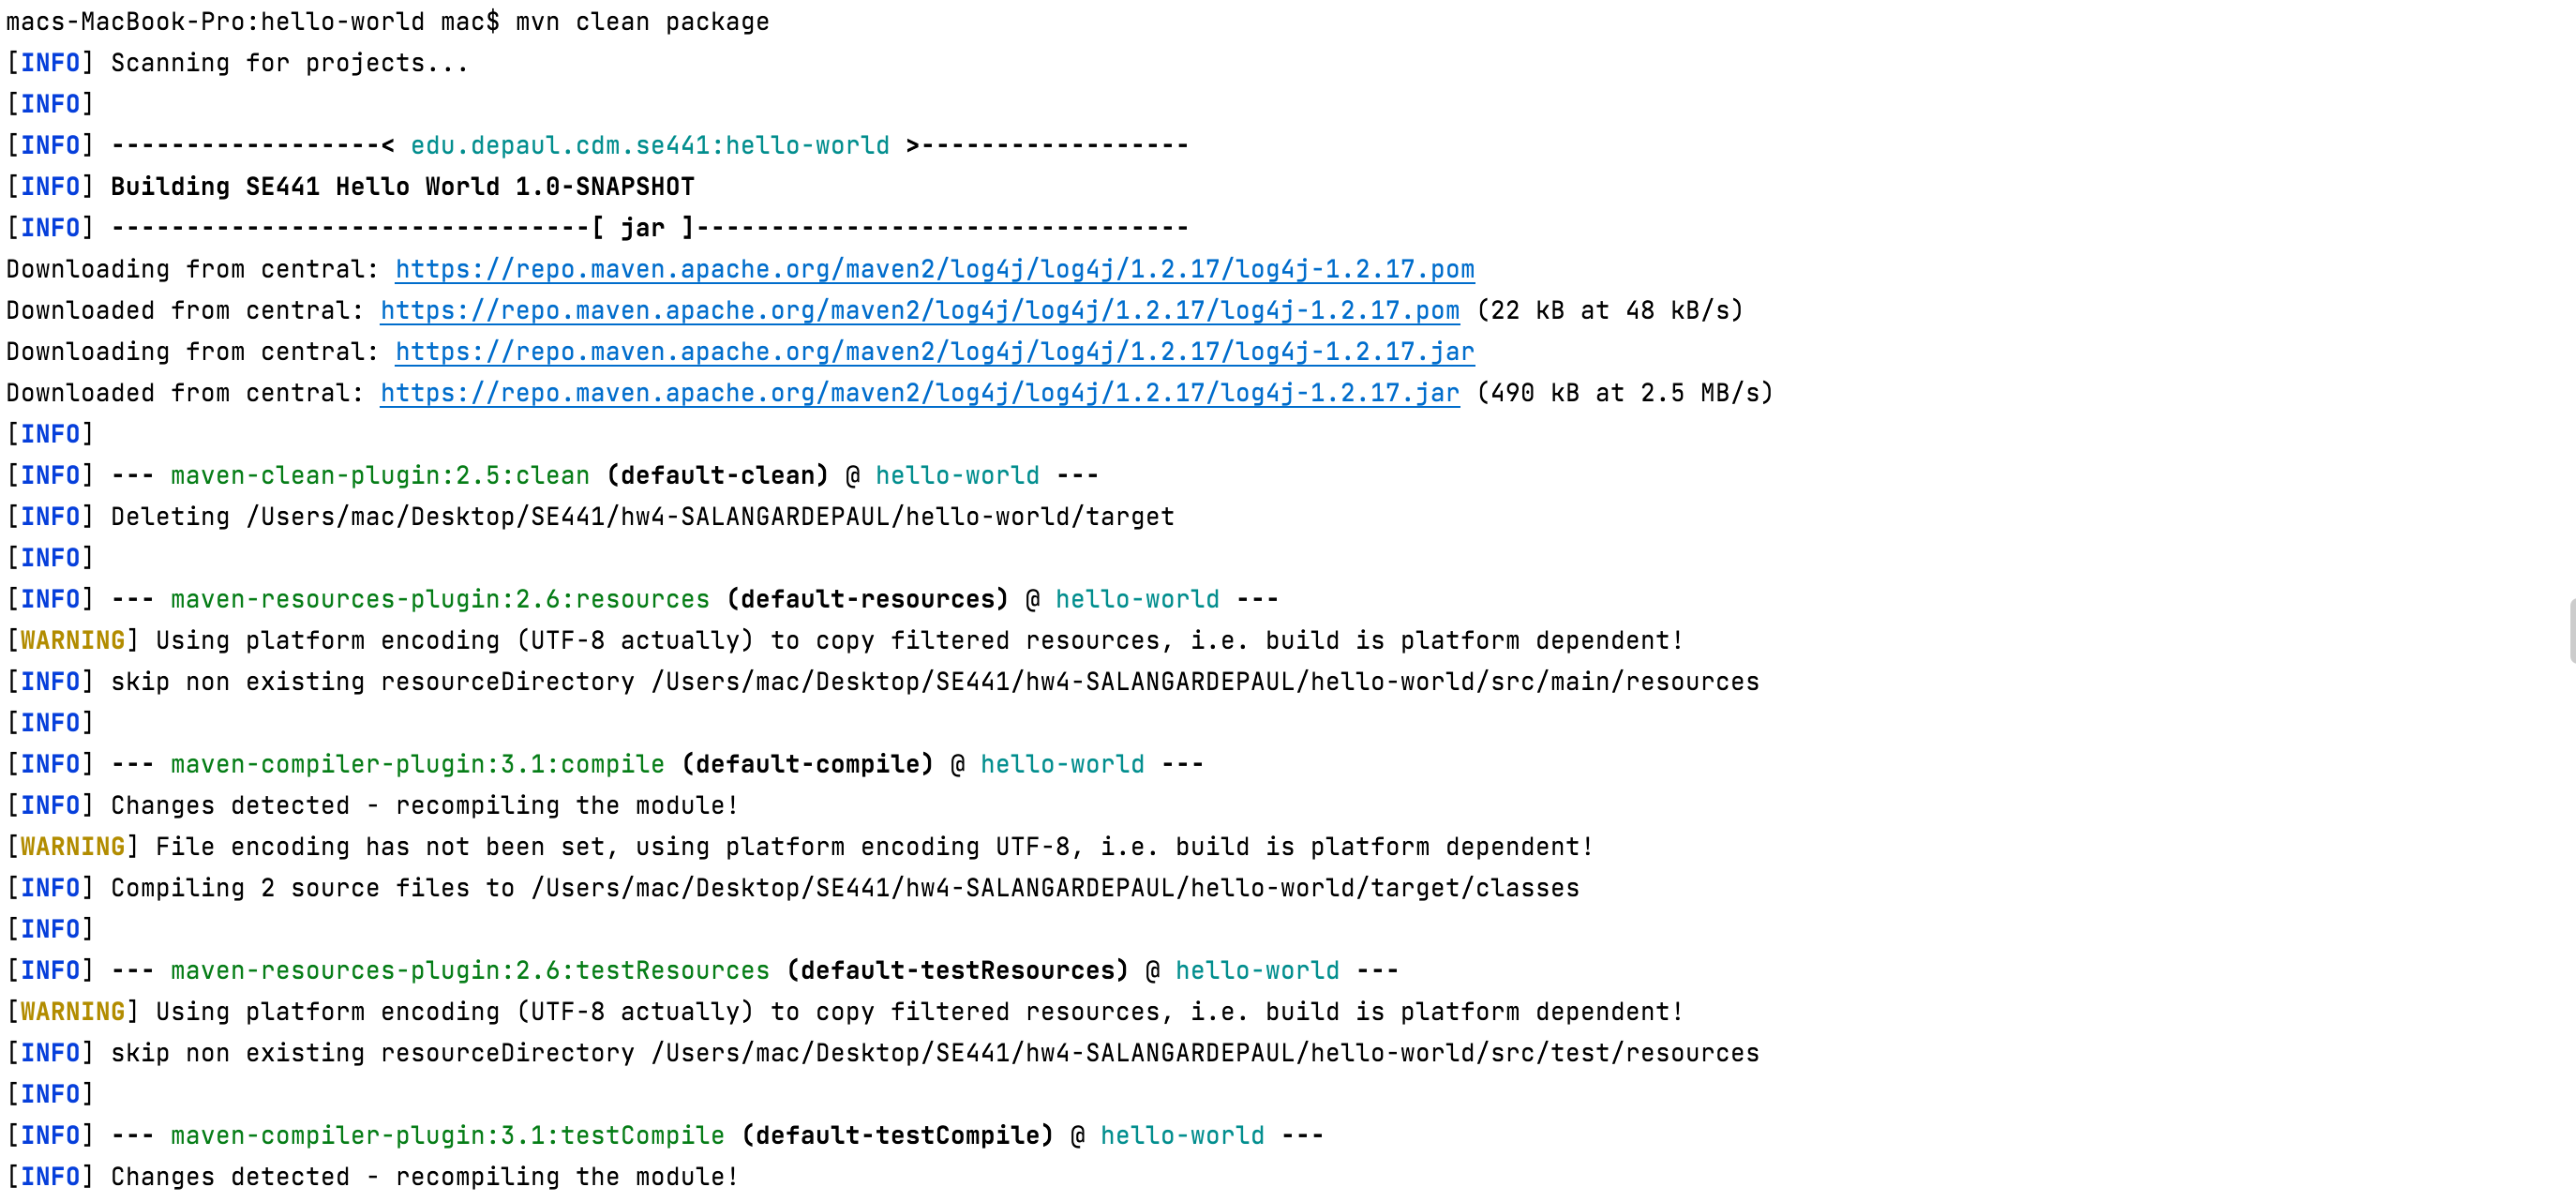 macs-MacBook-Pro:hello-world mac$ mvn clean package
[INFO] Scanning for projects...
[INFO]
[INFO] ------------------< edu.depaul.cdm.se441:hello-world >------------------
[INFO] Building SE441 Hello World 1.0-SNAPSHOT
[INFO] --------------------------------[ jar ]---------------------------------
Downloading from central: https://repo.maven.apache.org/maven2/log4j/log4j/1.2.17/log4j-1.2.17.pom
Downloaded from central: https://repo.maven.apache.org/maven2/log4j/log4j/1.2.17/log4j-1.2.17.pom (22 kB at 48 kB/s)
Downloading from central: https://repo.maven.apache.org/maven2/log4j/log4j/1.2.17/log4j-1.2.17.jar
Downloaded from central: https://repo.maven.apache.org/maven2/log4j/log4j/1.2.17/log4j-1.2.17.jar (490 kB at 2.5 MB/s)
[INFO]
[INFO] --- maven-clean-plugin:2.5:clean (default-clean) @ hello-world ---
[INFO] Deleting /Users/mac/Desktop/SE441/hw4-SALANGARDEPAUL/hello-world/target
[INFO]
[INFO] --- maven-resources-plugin:2.6:resources (default-resources) @ hello-world ---
[WARNING] Using platform encoding (UTF-8 actually) to copy filtered resources, i.e. build is platform dependent!
[INFO] skip non existing resourceDirectory /Users/mac/Desktop/SE441/hw4-SALANGARDEPAUL/hello-world/src/main/resources
[INFO]
[INFO] --- maven-compiler-plugin:3.1:compile (default-compile) @ hello-world ---
[INFO] Changes detected - recompiling the module!
[WARNING] File encoding has not been set, using platform encoding UTF-8, i.e. build is platform dependent!
[INFO] Compiling 2 source files to /Users/mac/Desktop/SE441/hw4-SALANGARDEPAUL/hello-world/target/classes
[INFO]
[INFO] --- maven-resources-plugin:2.6:testResources (default-testResources) @ hello-world ---
[WARNING] Using platform encoding (UTF-8 actually) to copy filtered resources, i.e. build is platform dependent!
[INFO] skip non existing resourceDirectory /Users/mac/Desktop/SE441/hw4-SALANGARDEPAUL/hello-world/src/test/resources
[INFO]
[INFO] --- maven-compiler-plugin:3.1:testCompile (default-testCompile) @ hello-world ---
[INFO] Changes detected - recompiling the module!